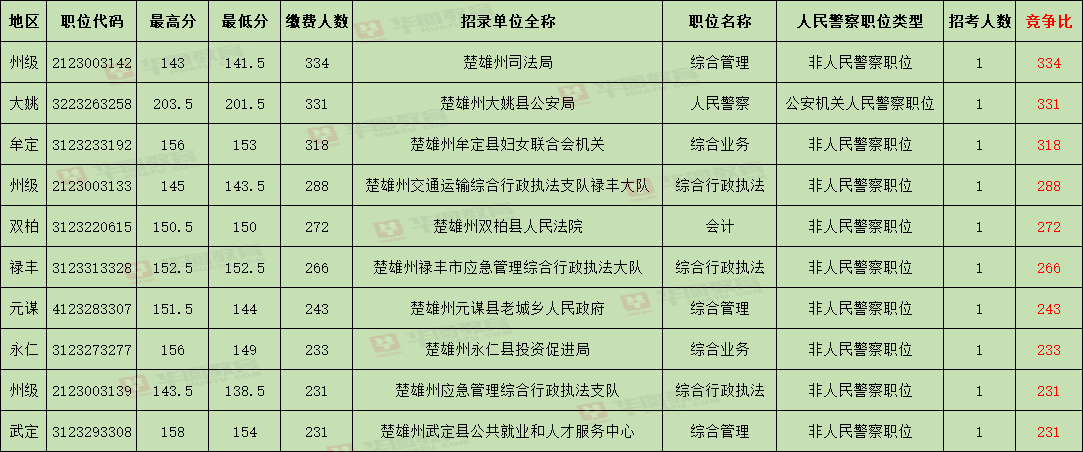 地区 职位代码 最高分 最低分 缴费人数 招录单位全称 职位名称 人民警察职位类型 招考人数 竞争比
州级 2123003142 143 141.5 334 楚雄州司法局 综合管理 非人民警察职位 1 334
大姚 3223263258 203.5 201.5 331 楚雄州大姚县公安局 人民警察 公安机关人民警察职位 1 331
牟定 3123233192 156 153 318 楚雄州牟定县妇女联合会机关 综合业务 非人民警察职位 1 318
州级 2123003133 145 143.5 288 楚雄州交通运输综合行政执法支队禄丰大队 综合行政执法 非人民警察职位 1 288
双柏 3123220615 150.5 150 272 楚雄州双柏县人民法院 会计 非人民警察职位 1 272
禄丰 3123313328 152.5 152.5 266 楚雄州禄丰市应急管理综合行政执法大队 综合行政执法 非人民警察职位 1 266
元谋 4123283307 151.5 144 243 楚雄州元谋县老城乡人民政府 综合管理 非人民警察职位 1 243
永仁 3123273277 156 149 233 楚雄州永仁县投资促进局 综合业务 非人民警察职位 1 233
州级 2123003139 143.5 138.5 231 楚雄州应急管理综合行政执法支队 综合行政执法 非人民警察职位 1 231
武定 3123293308 158 154 231 楚雄州武定县公共就业和人才服务中心 综合管理 非人民警察职位 1 231